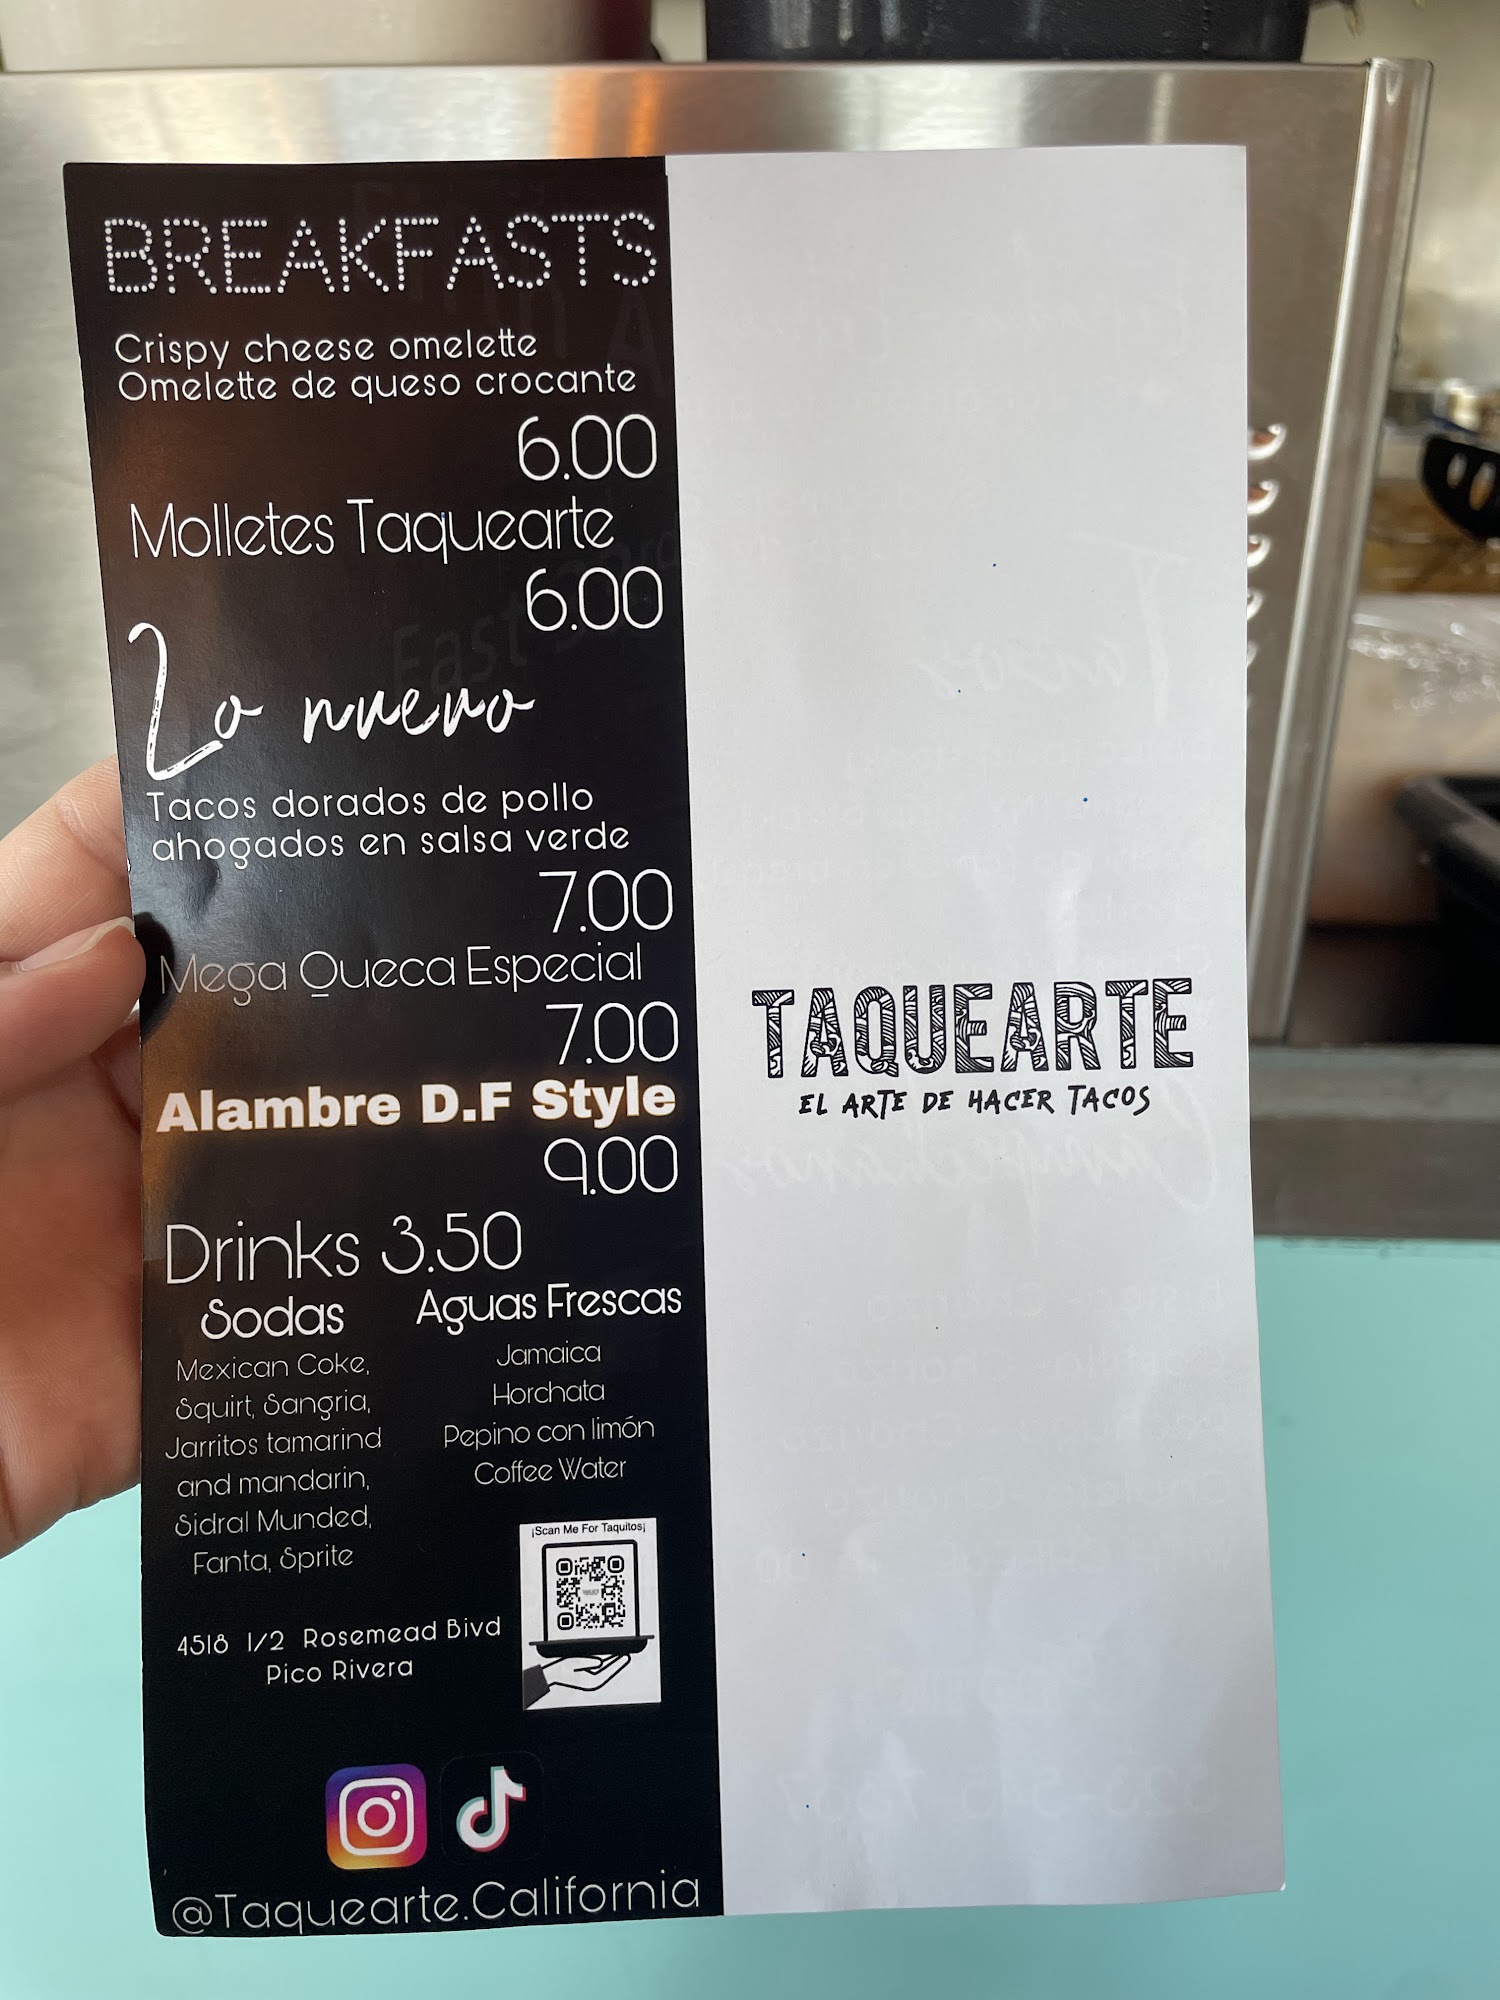 BREAKFASTS
Crispy cheese omelette
Omelette de queso crocante
6.00
Molletes Taquearte
6.00
Lo nuevo
Tacos dorados de pollo
ahogados en salsa verde
7.00
Mega Queca Especial
7.00
Alambre D.F Style
9.00
Drinks 3.50
Sodas
Mexican Coke,
Squirt, Sangria,
Jarritos tamarind
and mandarin,
Sidral Munded,
Fanta, Sprite
Aguas Frescas
Jamaica
Horchata
Pepino con limón
Coffee Water
¡Scan Me For Taquitos¡
4518 1/2 Rosemead Bivd
Pico Rivera
@Taquearte.California
TAQUEARTE
EL ARTE DE HACER TACOS